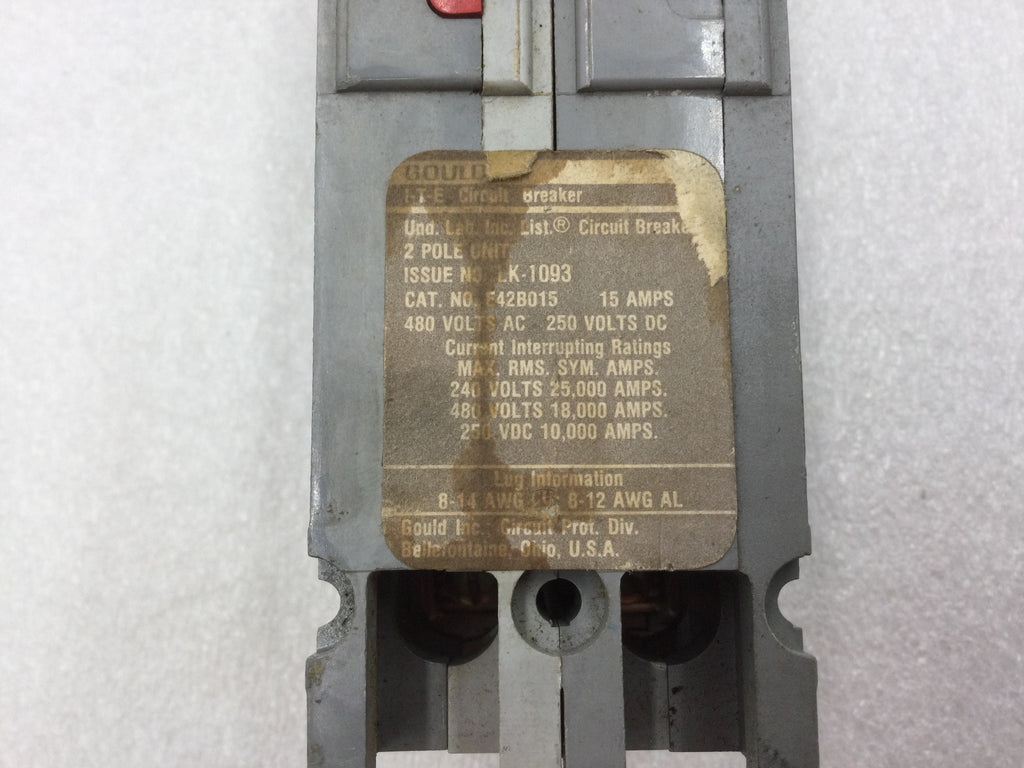 GOULD
I-T-E Circuit Breaker
Und. Lab. Inc. List.® Circuit Breake
2 POLE UNIT
ISSUE NO. LK-1093
CAT. NO. E42B015 15 AMPS
480 VOLTS AC 250 VOLTS DC
Current Interrupting Ratings
MAX. RMS. SYM. AMPS.
240 VOLTS 25,000 AMPS.
480 VOLTS 18,000 AMPS.
250 VDC 10,000 AMPS.
Lug Information
8-14 AWG CU- 8-12 AWG AL
Gould Inc. Circuit Prot. Div.
Bellefontaine, Ohio, U.S.A.